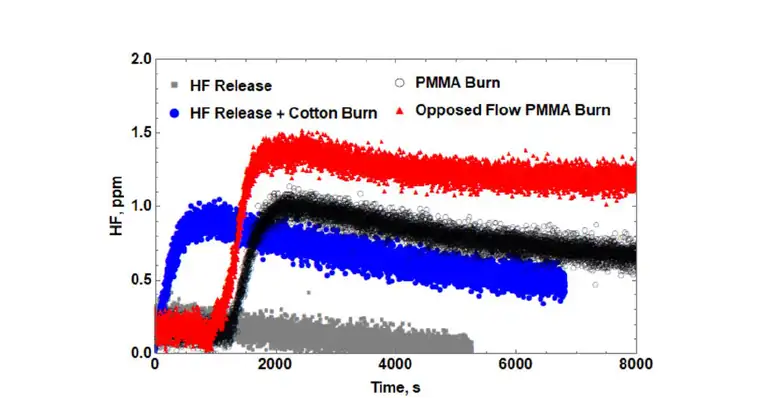 2.0
HF Release
PMMA Burn
HF Release + Cotton Burn
Opposed Flow PMMA Burn
1.5
HF, ppm
1.0
0.5
0.0
0
2000
4000
6000
8000
Time, s